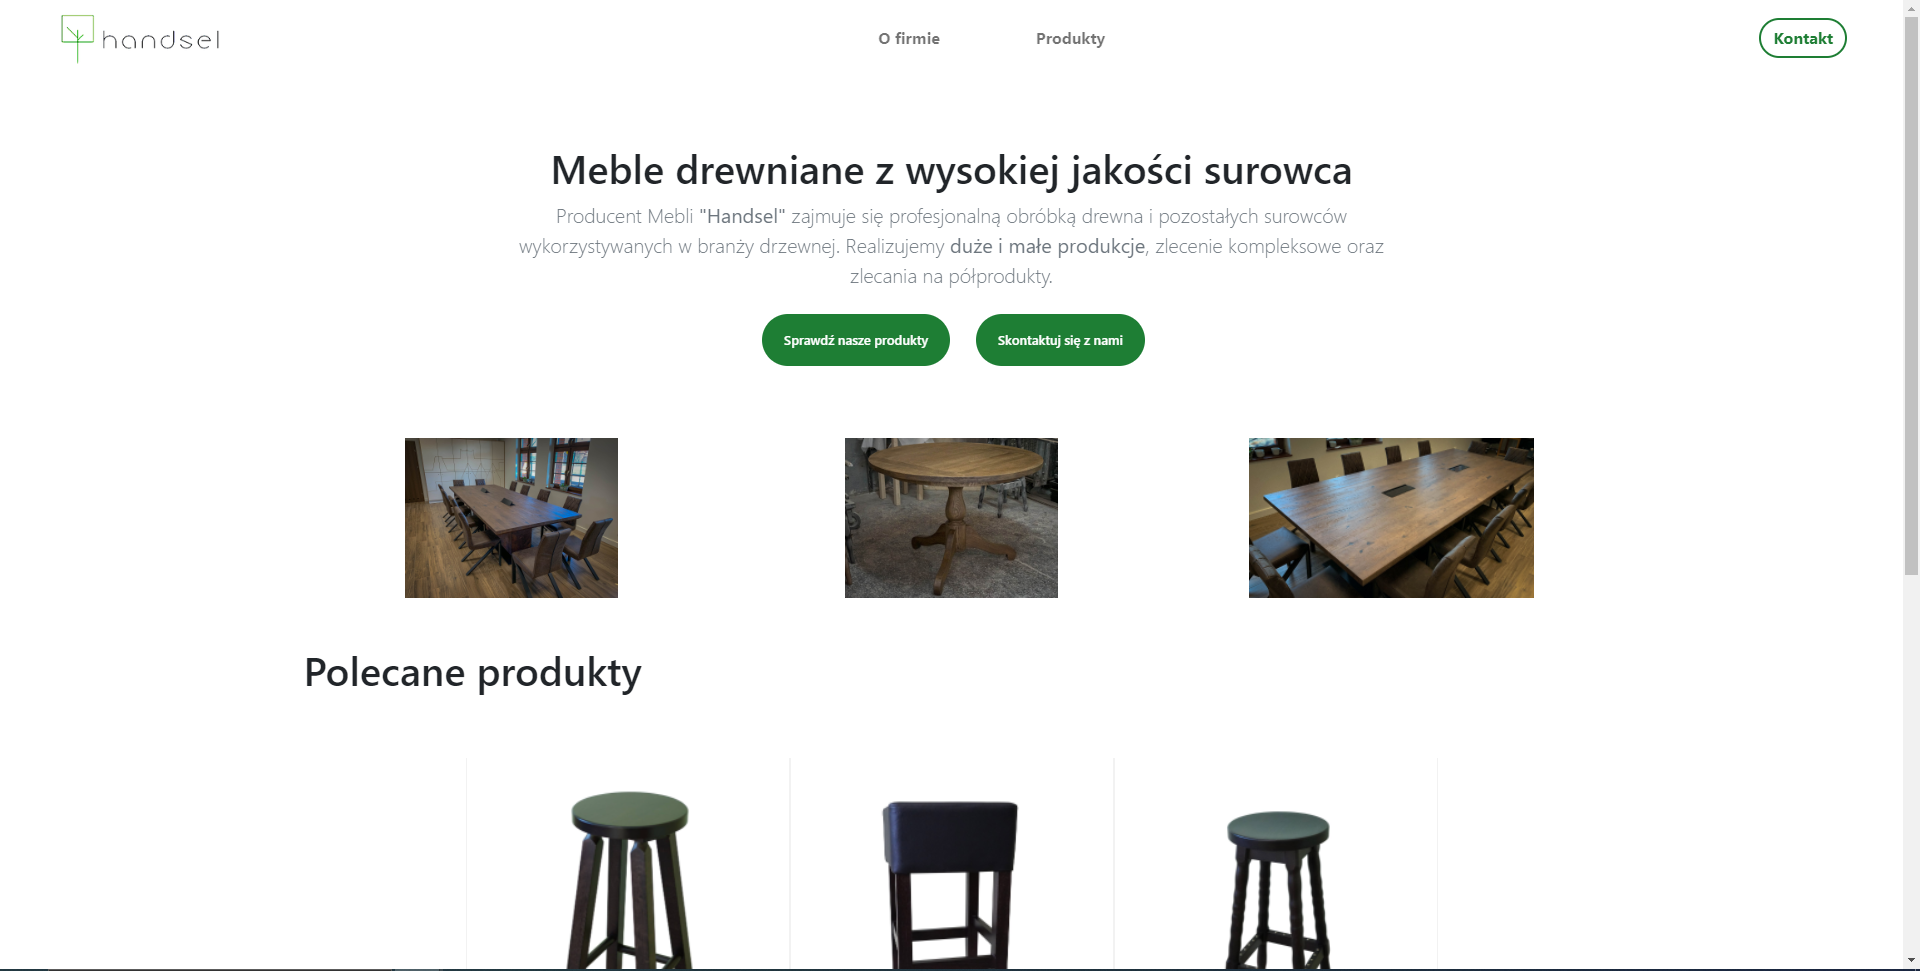 handsel
O firmie
Produkty
Kontakt
Meble drewniane z wysokiej jakości surowca
Producent Mebli "Handsel" zajmuje się profesjonalną obróbką drewna i pozostałych surowców
wykorzystywanych w branży drzewnej. Realizujemy duże i małe produkcje, zlecenie kompleksowe oraz
zlecania na półprodukty.
Sprawdź nasze produkty
Skontaktuj się z nami
Polecane produkty